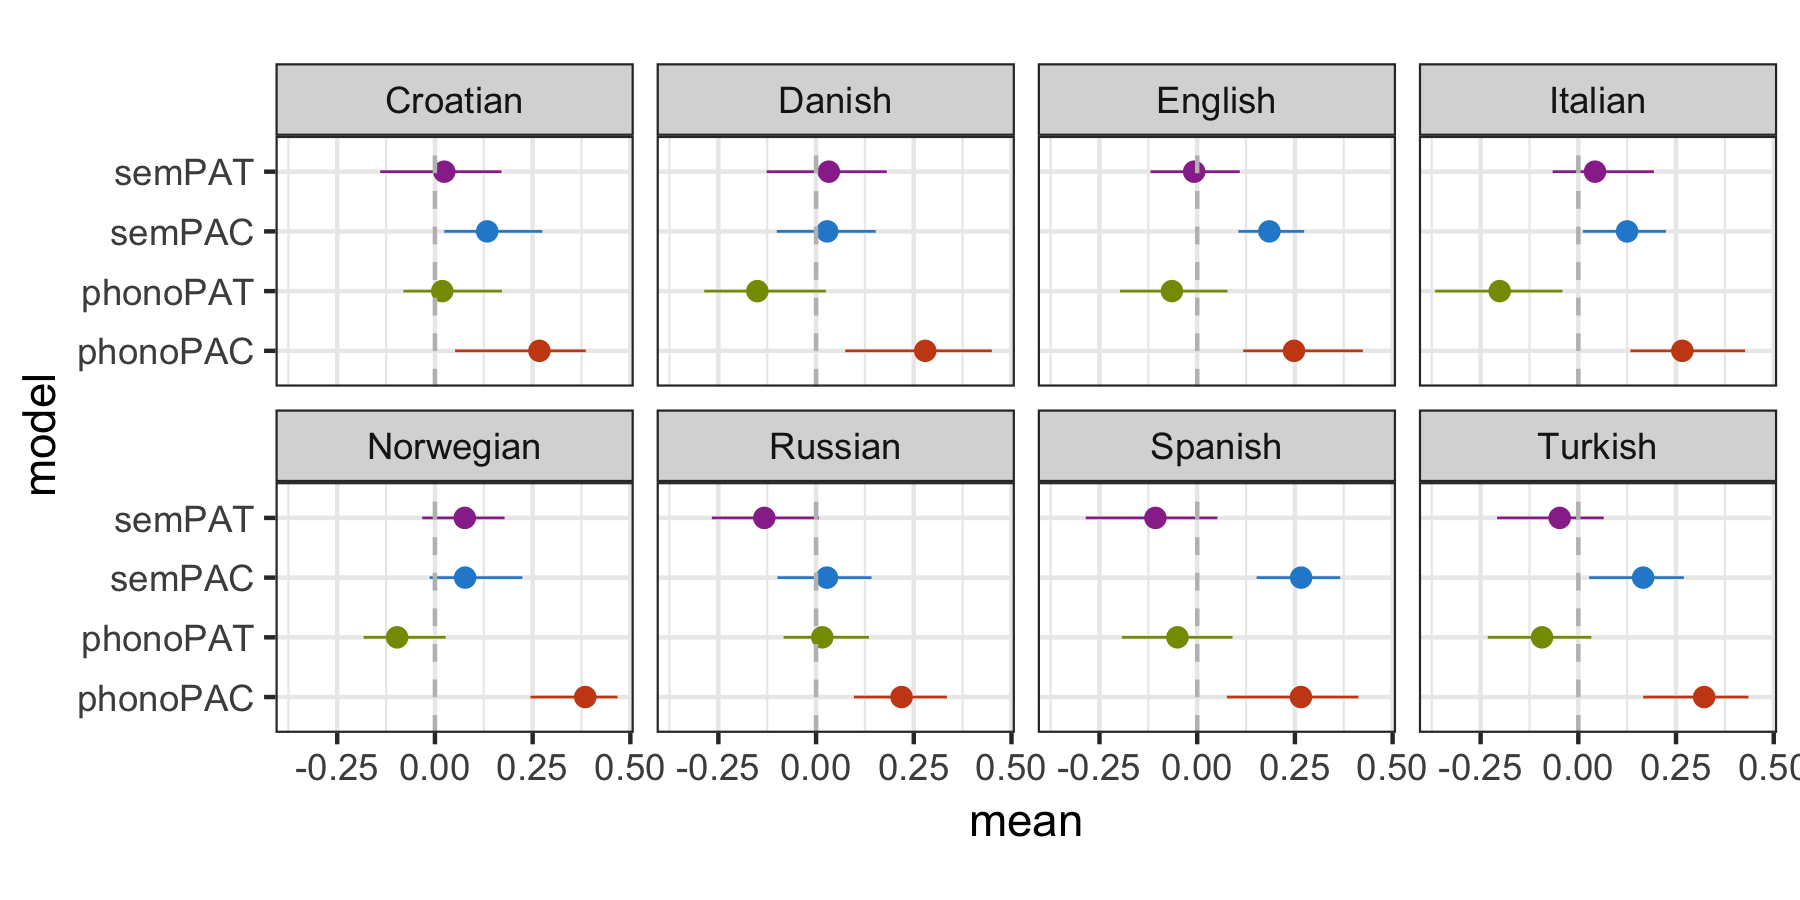 Croatian Danish English Italian
semPAT
semPAC
phonoPAT
phonoPAC
model
Norwegian Russian Spanish Turkish
semPAT
semPAC
phonoPAT
phonoPAC
-0.25 0.00 0.25 0.50 -0.25 0.00 0.25 0.50 -0.25 0.00 0.25 0.50 -0.25 0.00 0.25 0.50
mean